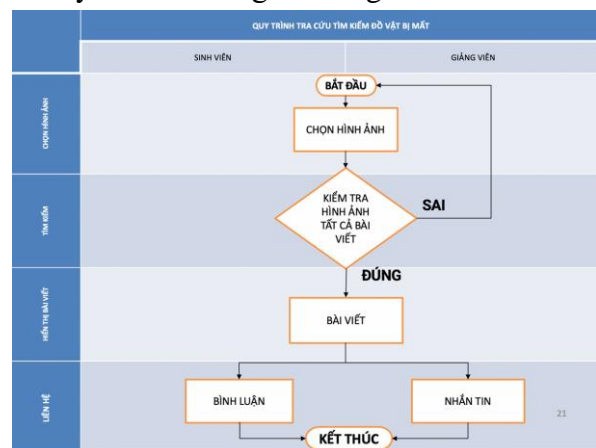 QUY TRÌNH TRA CỨU TÌM KIẾM ĐỒ VẬT BỊ MẤT
SINH VIÊN
GIẢNG VIÊN
CHỌN HÌNH ẢNH
BẮT ĐẦU
CHỌN HÌNH ẢNH
TÌM KIẾM
KIỂM TRA
HÌNH ẢNH
TẤT CẢ BÀI
VIẾT
SAI
ĐÚNG
HIỂN THỊ BÀI VIẾT
BÀI VIẾT
LIÊN HỆ
BÌNH LUẬN
NHẮN TIN
21
KẾT THÚC